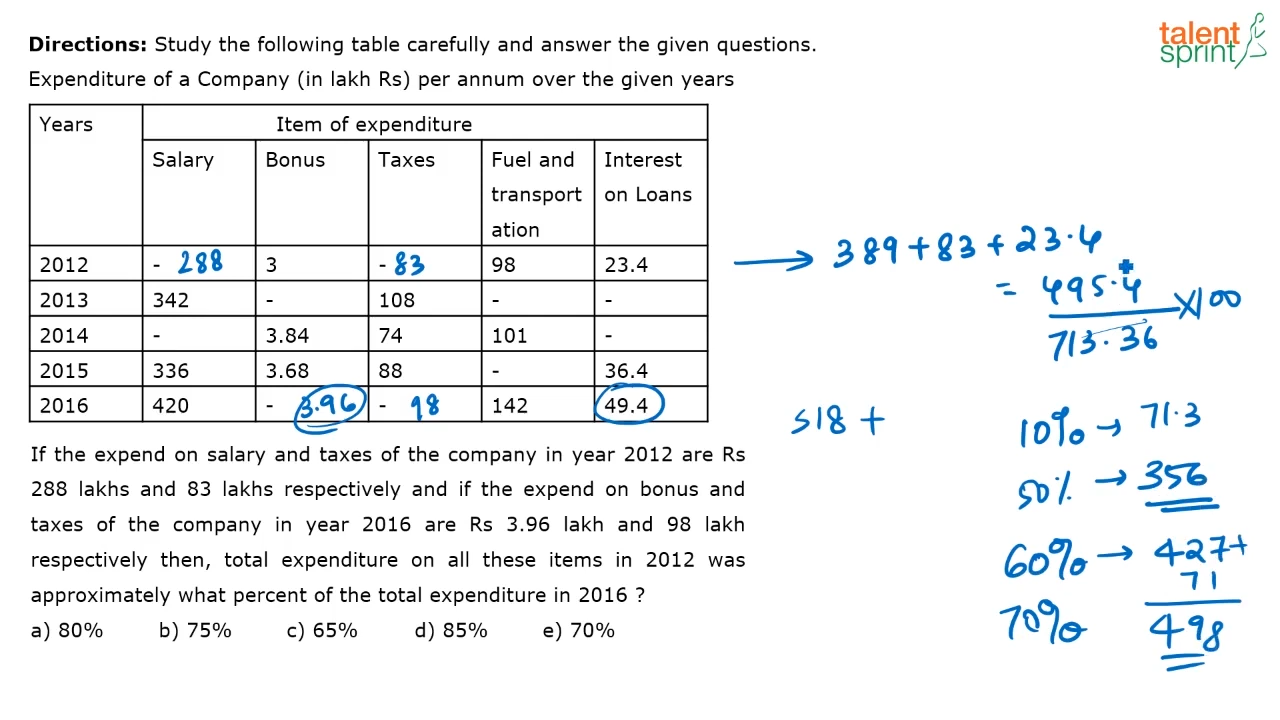 talent
sprint
Directions: Study the following table carefully and answer the given questions.
Expenditure of a Company (in lakh Rs) per annum over the given years
Years Item of expenditure
Salary Bonus Taxes Fuel and Interest
transport on Loans
ation
2012 - 288 3 - 83 98 23.4
2013 342 - 108 - -
2014 - 3.84 74 101 -
2015 336 3.68 88 - 36.4
2016 420 - 3.96 - 98 142 49.4
389 + 83 + 23.4
= 495.4
713.36 x100
518 +
10% → 71.3
50% → 356
60% → 427+
71
70% 498
If the expend on salary and taxes of the company in year 2012 are Rs
288 lakhs and 83 lakhs respectively and if the expend on bonus and
taxes of the company in year 2016 are Rs 3.96 lakh and 98 lakh
respectively then, total expenditure on all these items in 2012 was
approximately what percent of the total expenditure in 2016 ?
a) 80% b) 75% c) 65% d) 85% e) 70%